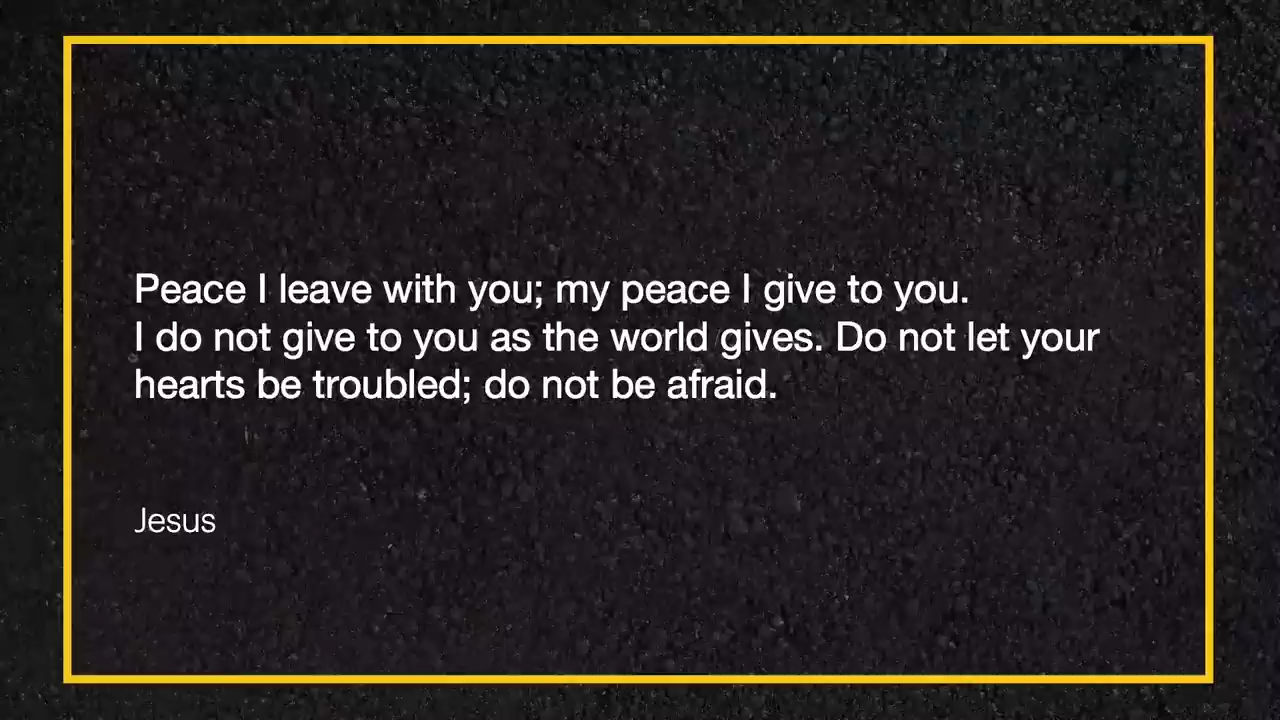 Peace I leave with you; my peace I give to you.
I do not give to you as the world gives. Do not let your
hearts be troubled; do not be afraid.
Jesus